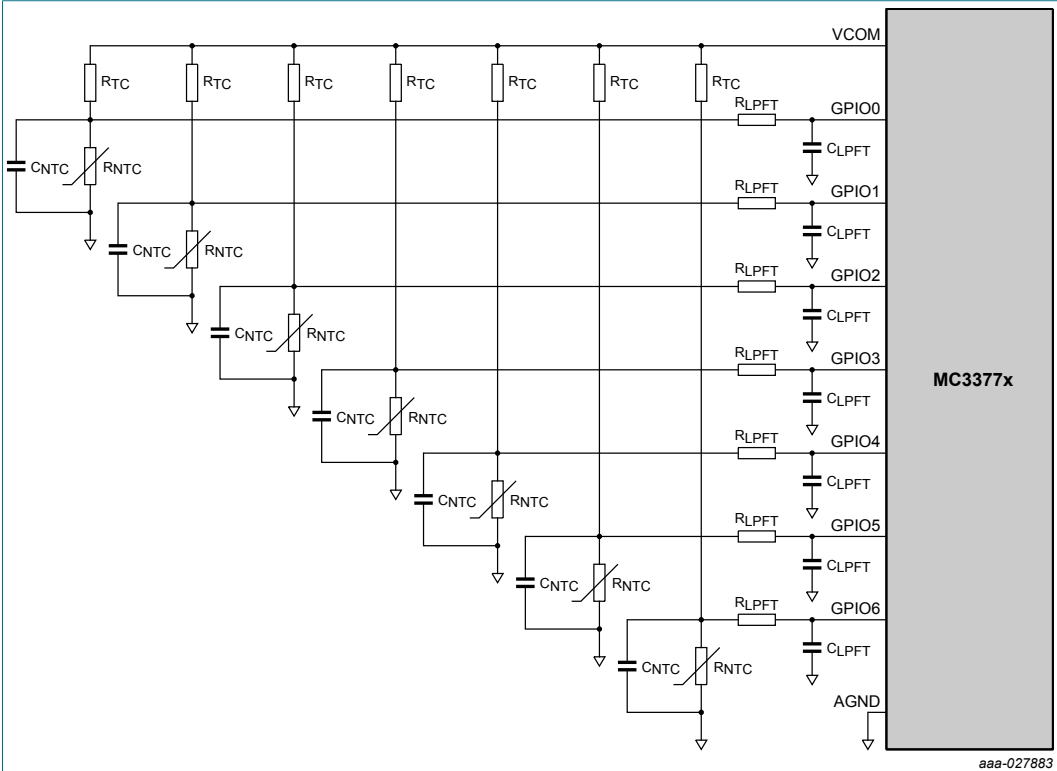 VCOM
RTC RTC RTC RTC RTC RTC RTC
RLPFT GPIO0
CNTC RNTC CLPFT
RLPFT GPIO1
CNTC RNTC CLPFT
RLPFT GPIO2
CNTC RNTC CLPFT
RLPFT GPIO3
MC3377x
CNTC RNTC CLPFT
RLPFT GPIO4
CNTC RNTC CLPFT
RLPFT GPIO5
CNTC RNTC CLPFT
RLPFT GPIO6
CNTC RNTC CLPFT
AGND
aaa-027883